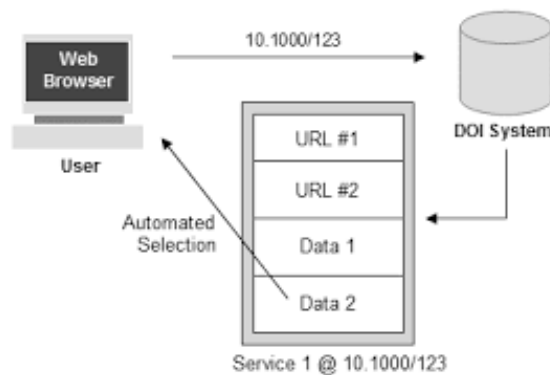 10.1000/123
Web
Browser
User
DOI System
URL #1
URL #2
Data 1
Data 2
Automated
Selection
Service 1 @ 10.1000/123